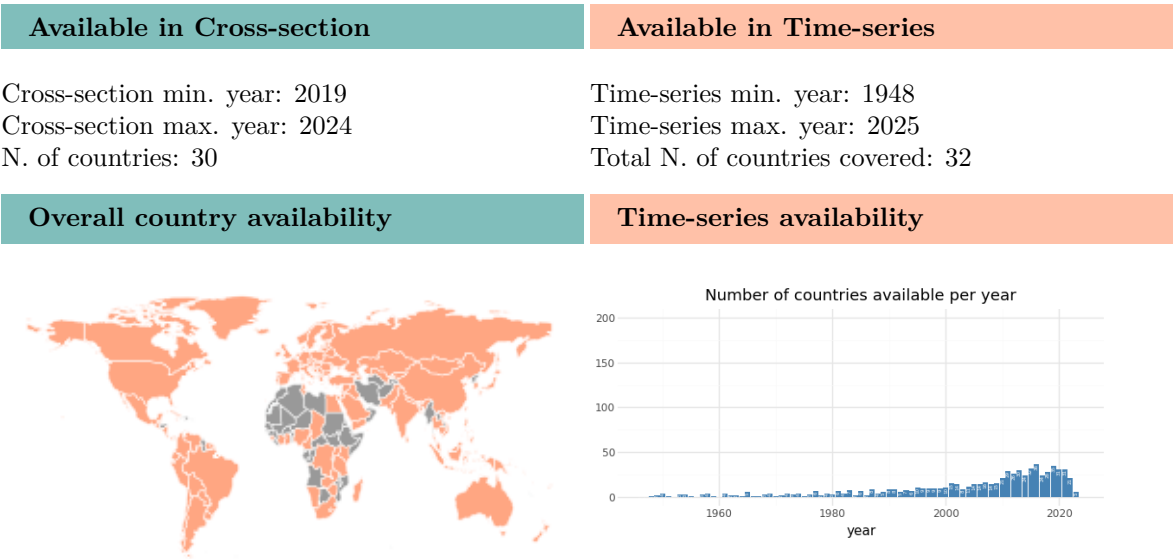 Available in Cross-section
Available in Time-series
Cross-section min. year: 2019
Cross-section max. year: 2024
N. of countries: 30
Time-series min. year: 1948
Time-series max. year: 2025
Total N. of countries covered: 32
Overall country availability
Time-series availability
Number of countries available per year
200
150
100
50
0
1960
1980
2000
2020
year